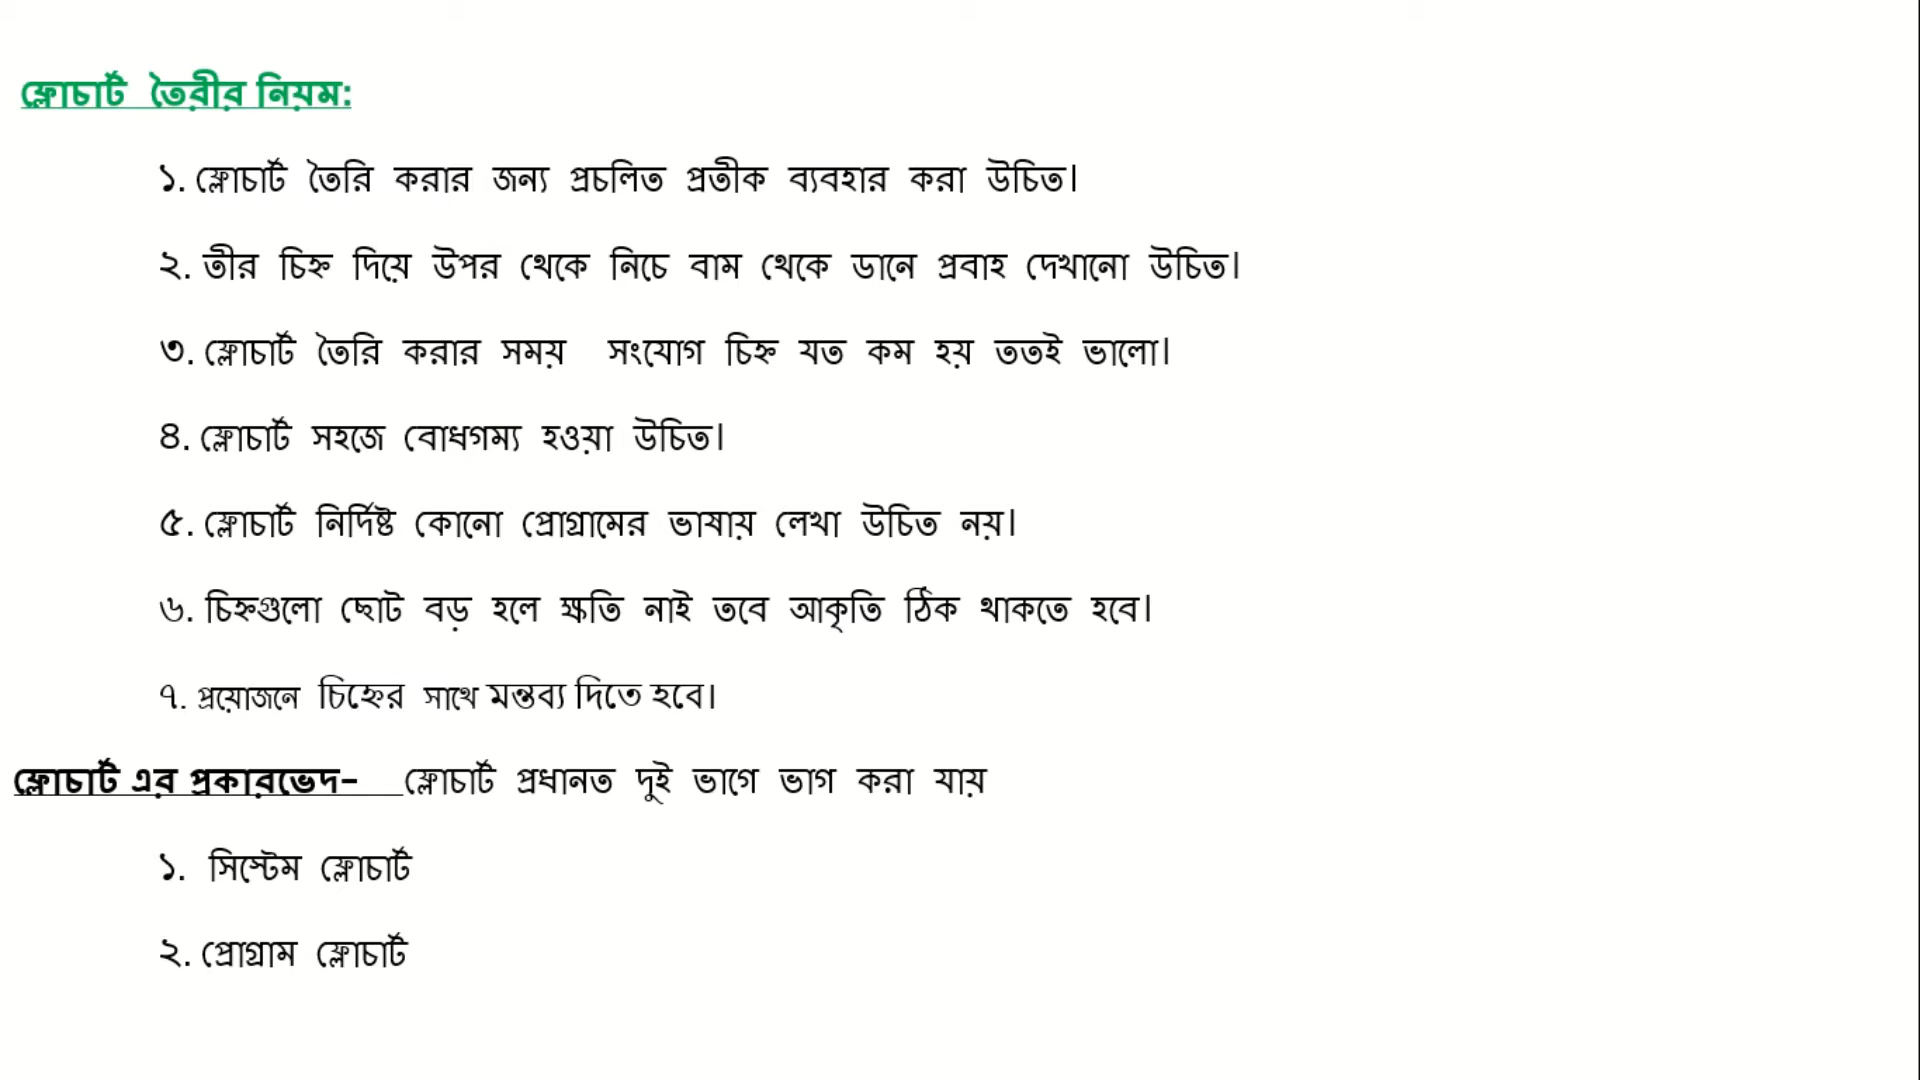 ফ্লোচার্ট তৈরীর নিয়ম:
১. ফ্লোচার্ট তৈরি করার জন্য প্রচলিত প্রতীক ব্যবহার করা উচিত।
২. তীর চিহ্ন দিয়ে উপর থেকে নিচে বাম থেকে ডানে প্রবাহ দেখানো উচিত।
৩. ফ্লোচার্ট তৈরি করার সময় সংযোগ চিহ্ন যত কম হয় ততই ভালো।
৪. ফ্লোচার্ট সহজে বোধগম্য হওয়া উচিত।
৫. ফ্লোচার্ট নির্দিষ্ট কোনো প্রোগ্রামের ভাষায় লেখা উচিত নয়।
৬. চিহ্নগুলো ছোট বড় হলে ক্ষতি নাই তবে আকৃতি ঠিক থাকতে হবে।
৭. প্রয়োজনে চিহ্নের সাথে মন্তব্য দিতে হবে।
ফ্লোচার্ট এর প্রকারভেদ– ফ্লোচার্ট প্রধানত দুই ভাগে ভাগ করা যায়
১. সিস্টেম ফ্লোচার্ট
২. প্রোগ্রাম ফ্লোচার্ট